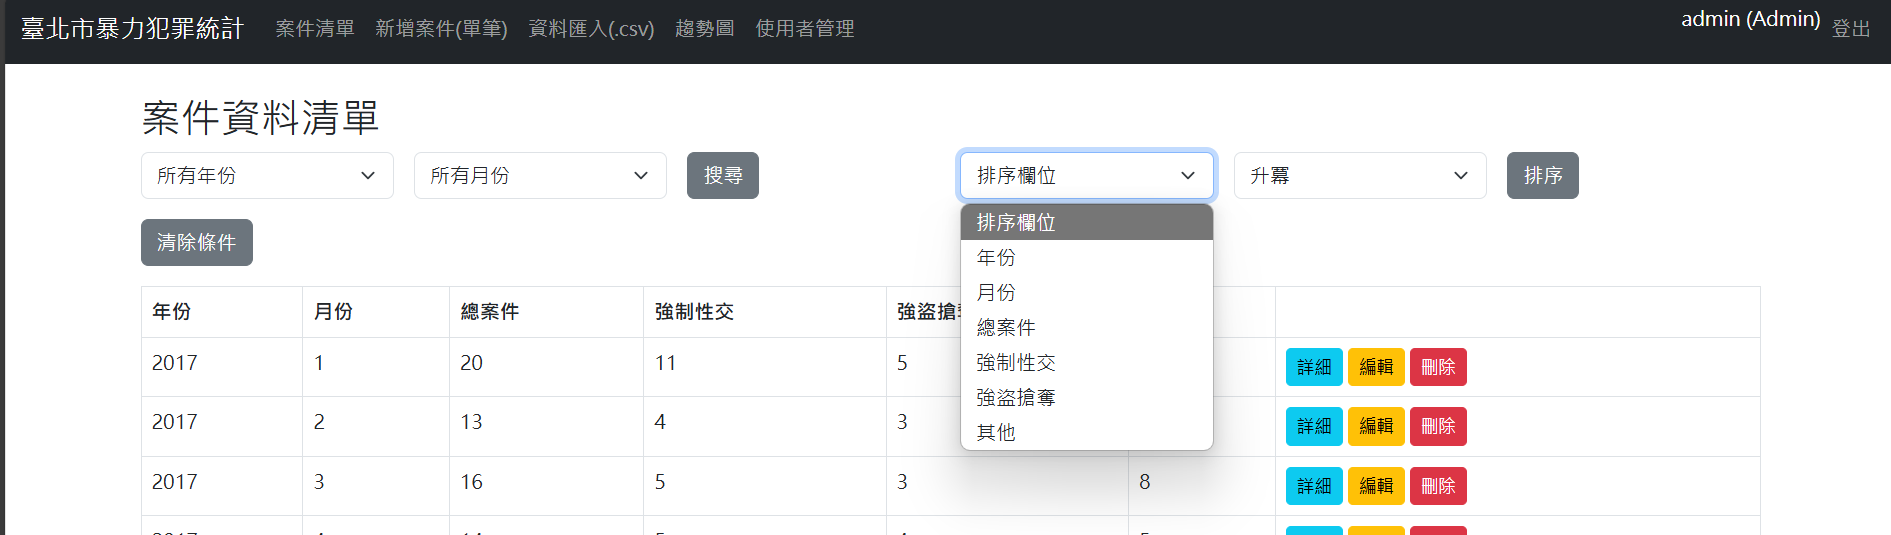 臺北市暴力犯罪統計 案件清單 新增案件(單筆) 資料匯入(.csv) 趨勢圖 使用者管理 admin (Admin) 登出
案件資料清單
所有年份 所有月份 搜尋 排序欄位 升冪 排序
清除條件
排序欄位
年份
月份
總案件
強制性交
強盜搶奪
其他
年份 月份 總案件 強制性交 強盜搶
2017 1 20 11 5 詳細 編輯 刪除
2017 2 13 4 3 詳細 編輯 刪除
2017 3 16 5 3 8 詳細 編輯 刪除